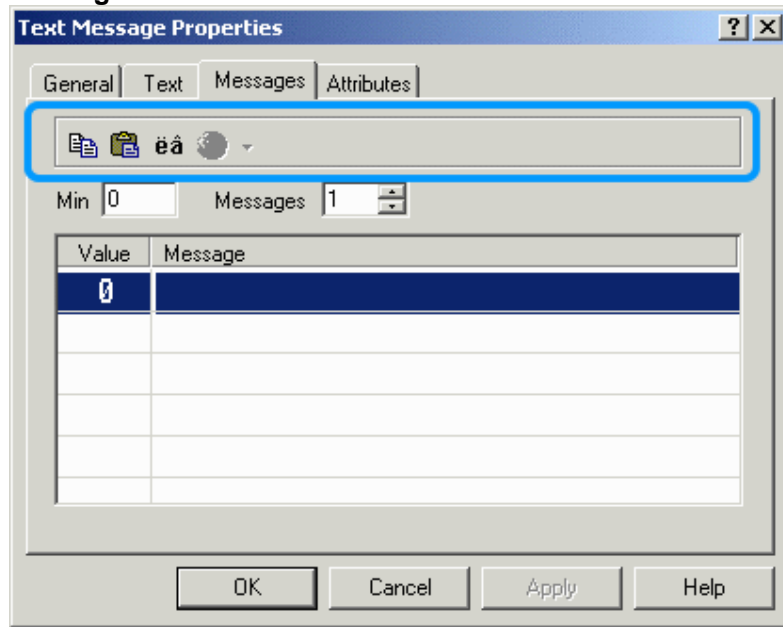 Text Message Properties
General Text Messages Attributes
ëâ
Min 0 Messages 1
Value Message
0
OK Cancel Apply Help